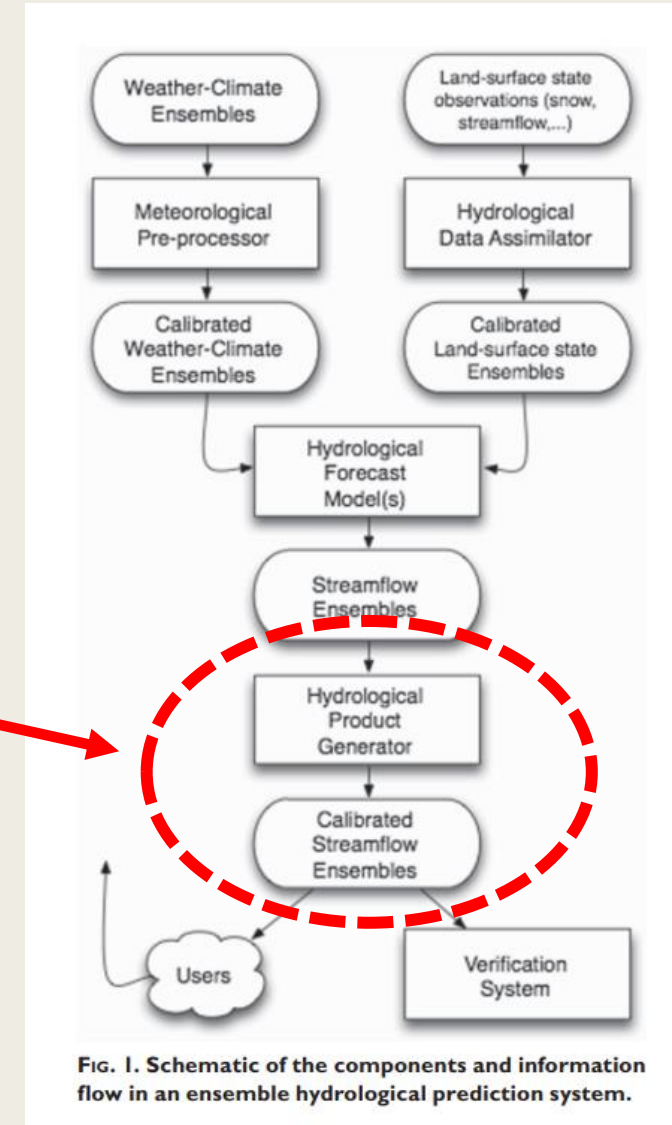 Weather-Climate
Ensembles
Land-surface state
observations (snow,
streamflow,...)
Meteorological
Pre-processor
Hydrological
Data Assimilator
Calibrated
Weather-Climate
Ensembles
Calibrated
Land-surface state
Ensembles
Hydrological
Forecast
Model(s)
Streamflow
Ensembles
Hydrological
Product
Generator
Calibrated
Streamflow
Ensembles
Users
Verification
System
FIG. 1. Schematic of the components and information
flow in an ensemble hydrological prediction system.